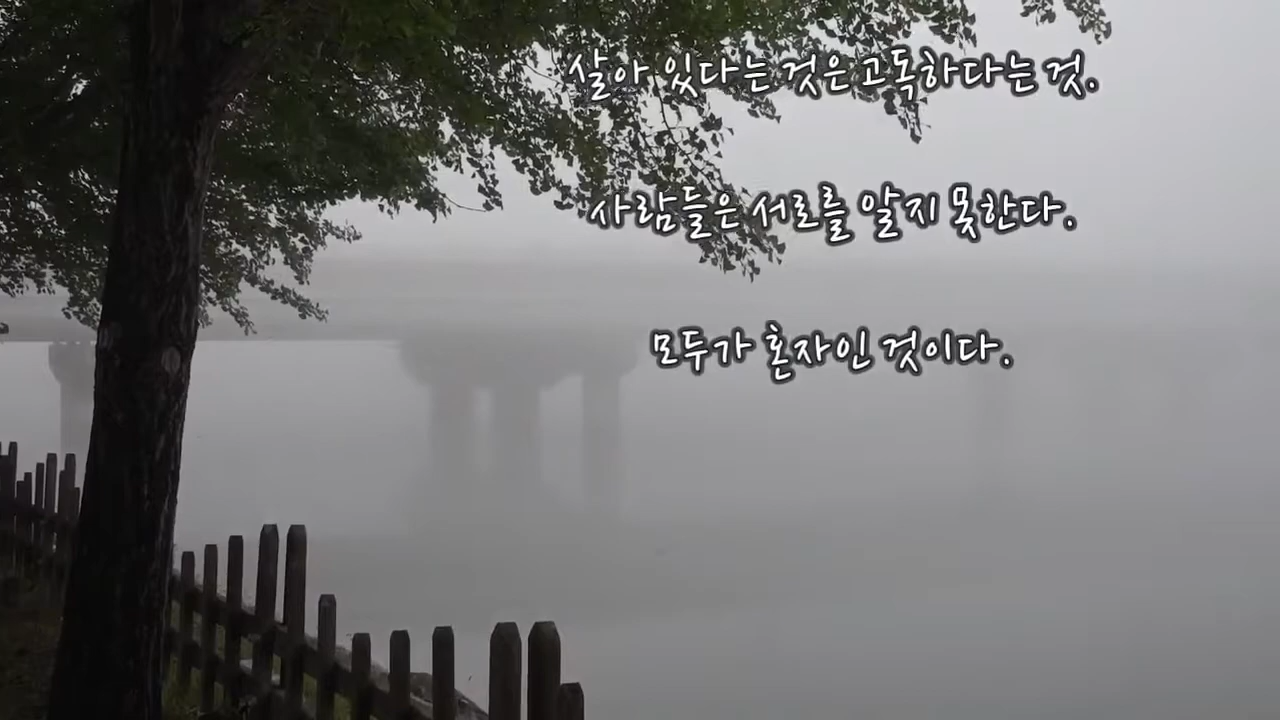 살아 있다는 것은 고독하다는 것.
사람들은 서로를 알지 못한다.
모두가 혼자인 것이다.